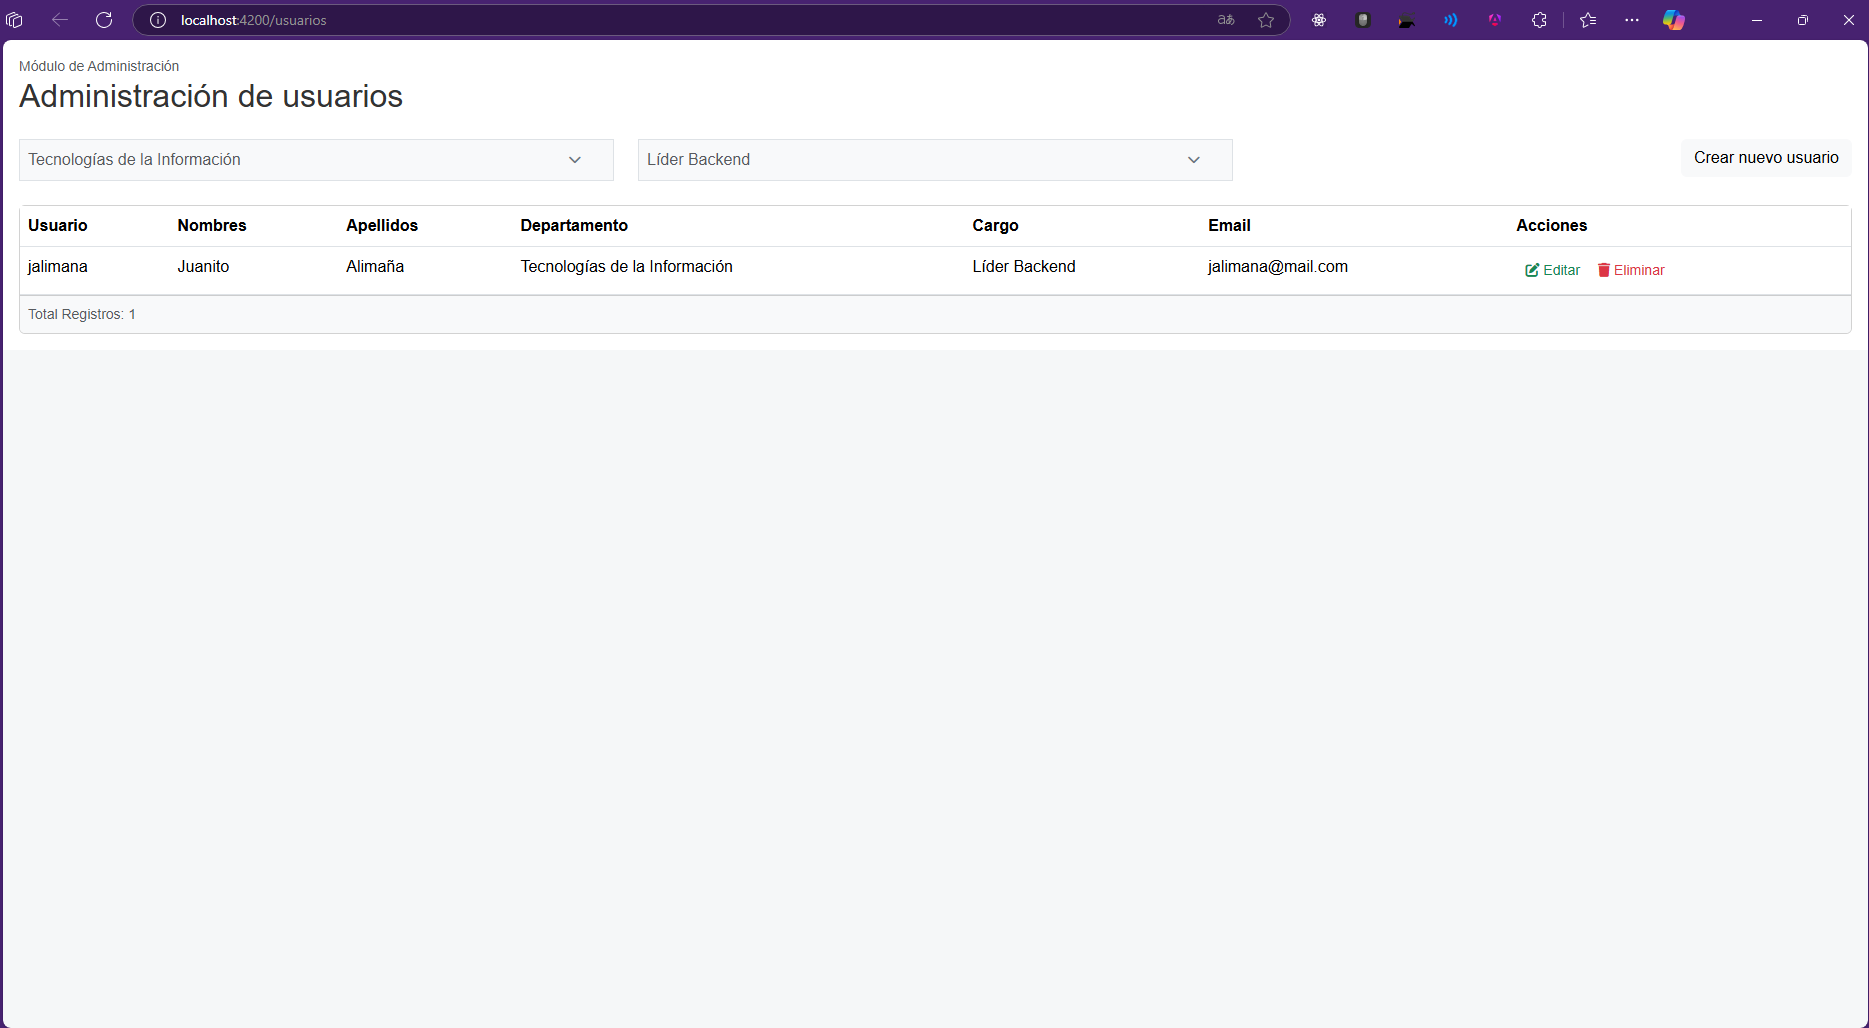 localhost:4200/usuarios
Módulo de Administración
Administración de usuarios
Tecnologías de la Información
Líder Backend
Crear nuevo usuario
Usuario Nombres Apellidos Departamento Cargo Email Acciones
jalimana Juanito Alimaña Tecnologías de la Información Líder Backend jalimana@mail.com Editar Eliminar
Total Registros: 1